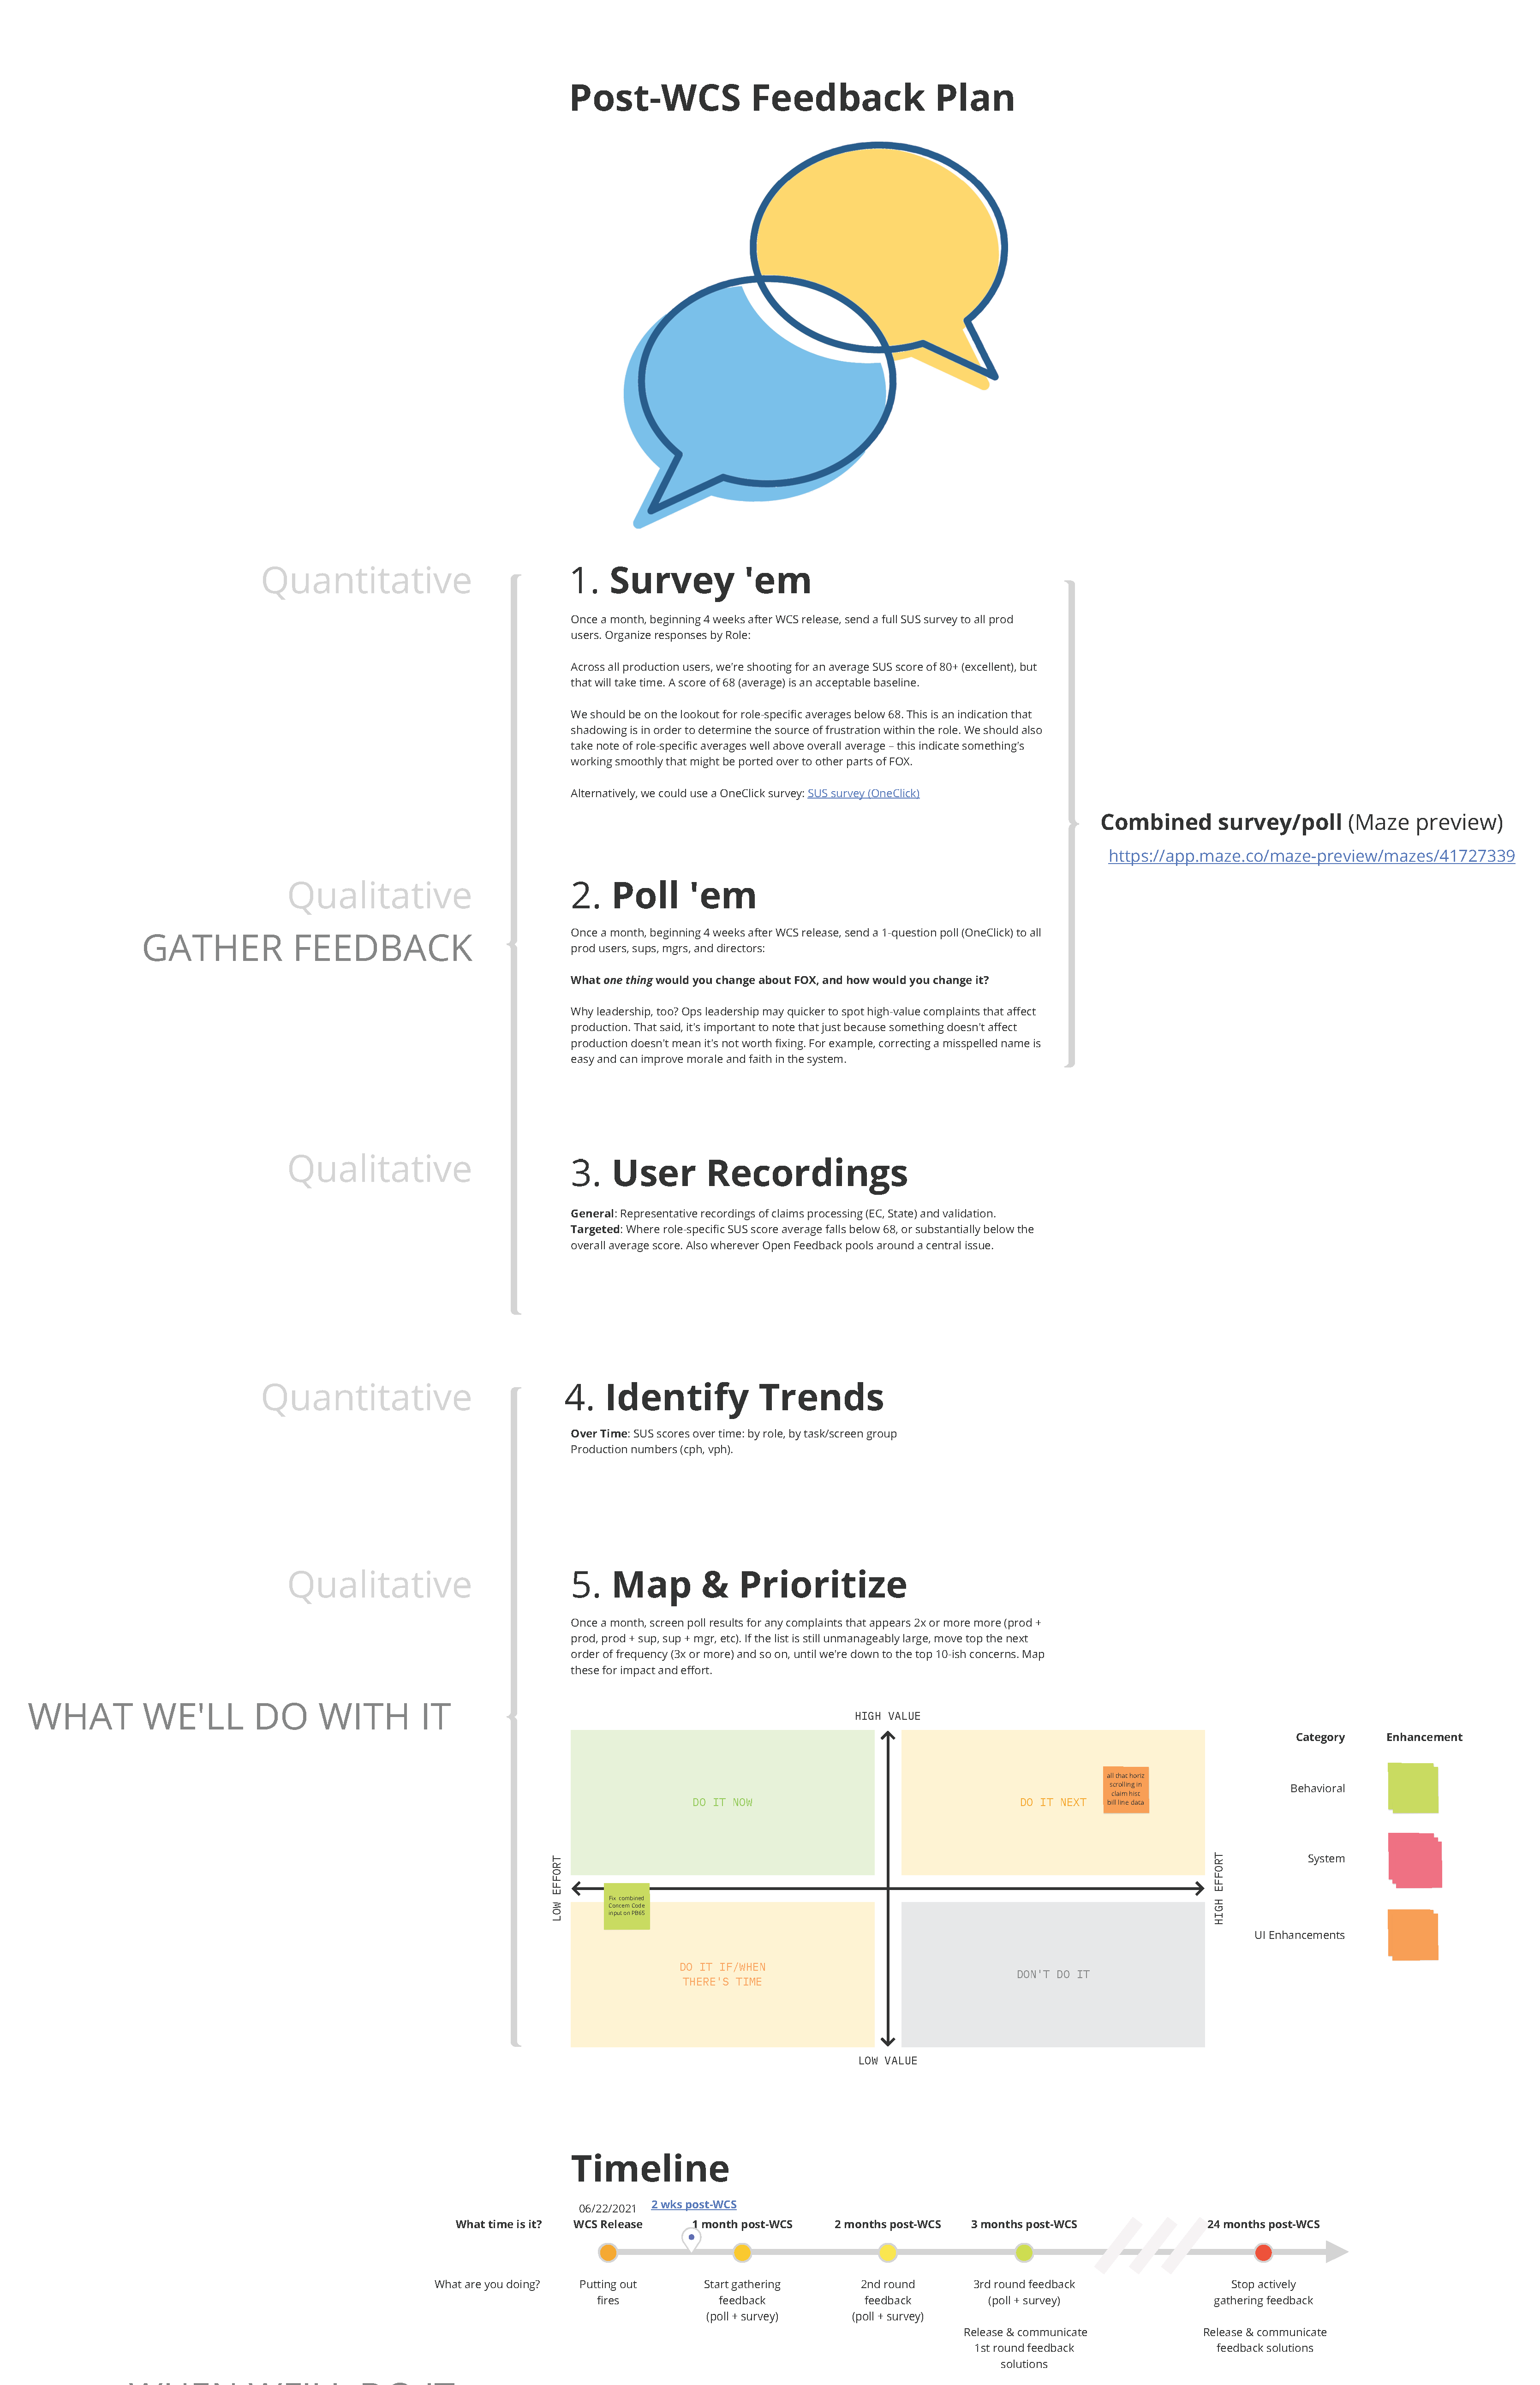 Post-WCS Feedback Plan
Quantitative
1. Survey 'em
Once a month, beginning 4 weeks after WCS release, send a full SUS survey to all prod
users. Organize responses by Role:
Across all production users, we're shooting for an average SUS score of 80+ (excellent), but
that will take time. A score of 68 (average) is an acceptable baseline.
We should be on the lookout for role-specific averages below 68. This is an indication that
shadowing is in order to determine the source of frustration within the role. We should also
take note of role-specific averages well above overall average – this indicate something's
working smoothly that might be ported over to other parts of FOX.
Alternatively, we could use a OneClick survey: SUS survey (OneClick)
Combined survey/poll (Maze preview)
https://app.maze.co/maze-preview/mazes/41727339
Qualitative
GATHER FEEDBACK
2. Poll 'em
Once a month, beginning 4 weeks after WCS release, send a 1-question poll (OneClick) to all
prod users, sups, mgrs, and directors:
What one thing would you change about FOX, and how would you change it?
Why leadership, too? Ops leadership may quicker to spot high-value complaints that affect
production. That said, it's important to note that just because something doesn't affect
production doesn't mean it's not worth fixing. For example, correcting a misspelled name is
easy and can improve morale and faith in the system.
Qualitative
3. User Recordings
General: Representative recordings of claims processing (EC, State) and validation.
Targeted: Where role-specific SUS score average falls below 68, or substantially below the
overall average score. Also wherever Open Feedback pools around a central issue.
Quantitative
4. Identify Trends
Over Time: SUS scores over time: by role, by task/screen group
Production numbers (cph, vph).
Qualitative
5. Map & Prioritize
Once a month, screen poll results for any complaints that appears 2x or more more (prod +
prod, prod + sup, sup + mgr, etc). If the list is still unmanageably large, move top the next
order of frequency (3x or more) and so on, until we're down to the top 10-ish concerns. Map
these for impact and effort.
WHAT WE'LL DO WITH IT
HIGH VALUE
DO IT NOW
DO IT NEXT
all that horiz
scrolling in
claim hist
bill line data
LOW EFFORT
HIGH EFFORT
Fix combined
Concern Code
input on PB65
DO IT IF/WHEN
THERE'S TIME
DON'T DO IT
LOW VALUE
Category
Enhancement
Behavioral
System
UI Enhancements
Timeline
06/22/2021
2 wks post-WCS
What time is it?
WCS Release
1 month post-WCS
2 months post-WCS
3 months post-WCS
24 months post-WCS
What are you doing?
Putting out
fires
Start gathering
feedback
(poll + survey)
2nd round
feedback
(poll + survey)
3rd round feedback
(poll + survey)
Release & communicate
1st round feedback
solutions
Stop actively
gathering feedback
Release & communicate
feedback solutions
WHEN WE'LL DO IT